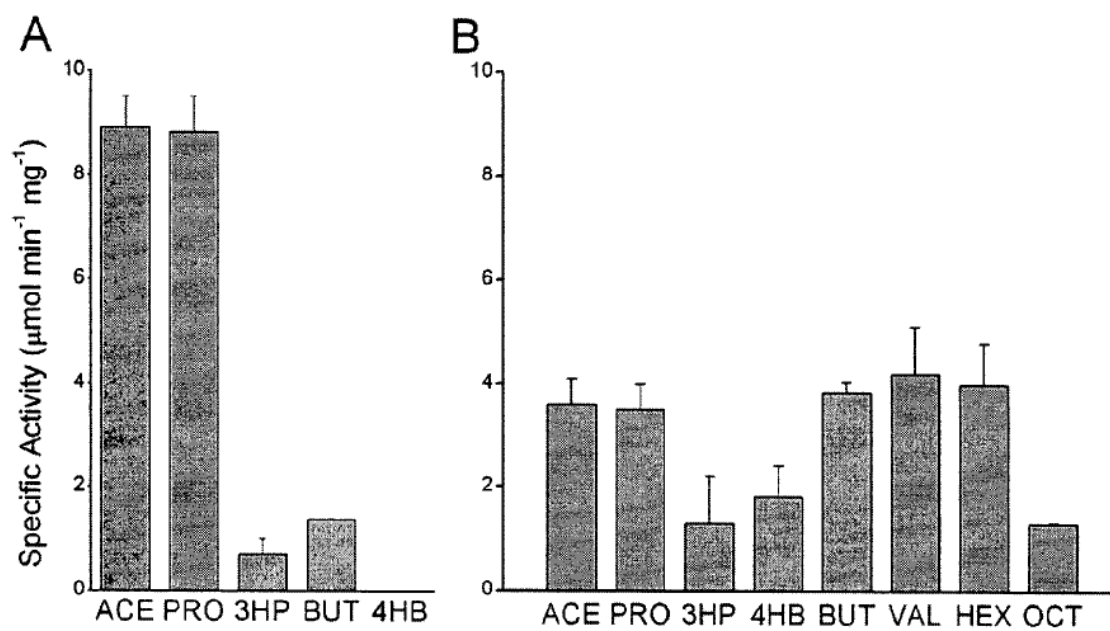 A
B
Specific Activity (μmol min⁻¹ mg⁻¹)
10
8
6
4
2
0
ACE PRO 3HP BUT 4HB
10
8
6
4
2
0
ACE PRO 3HP 4HB BUT VAL HEX OCT